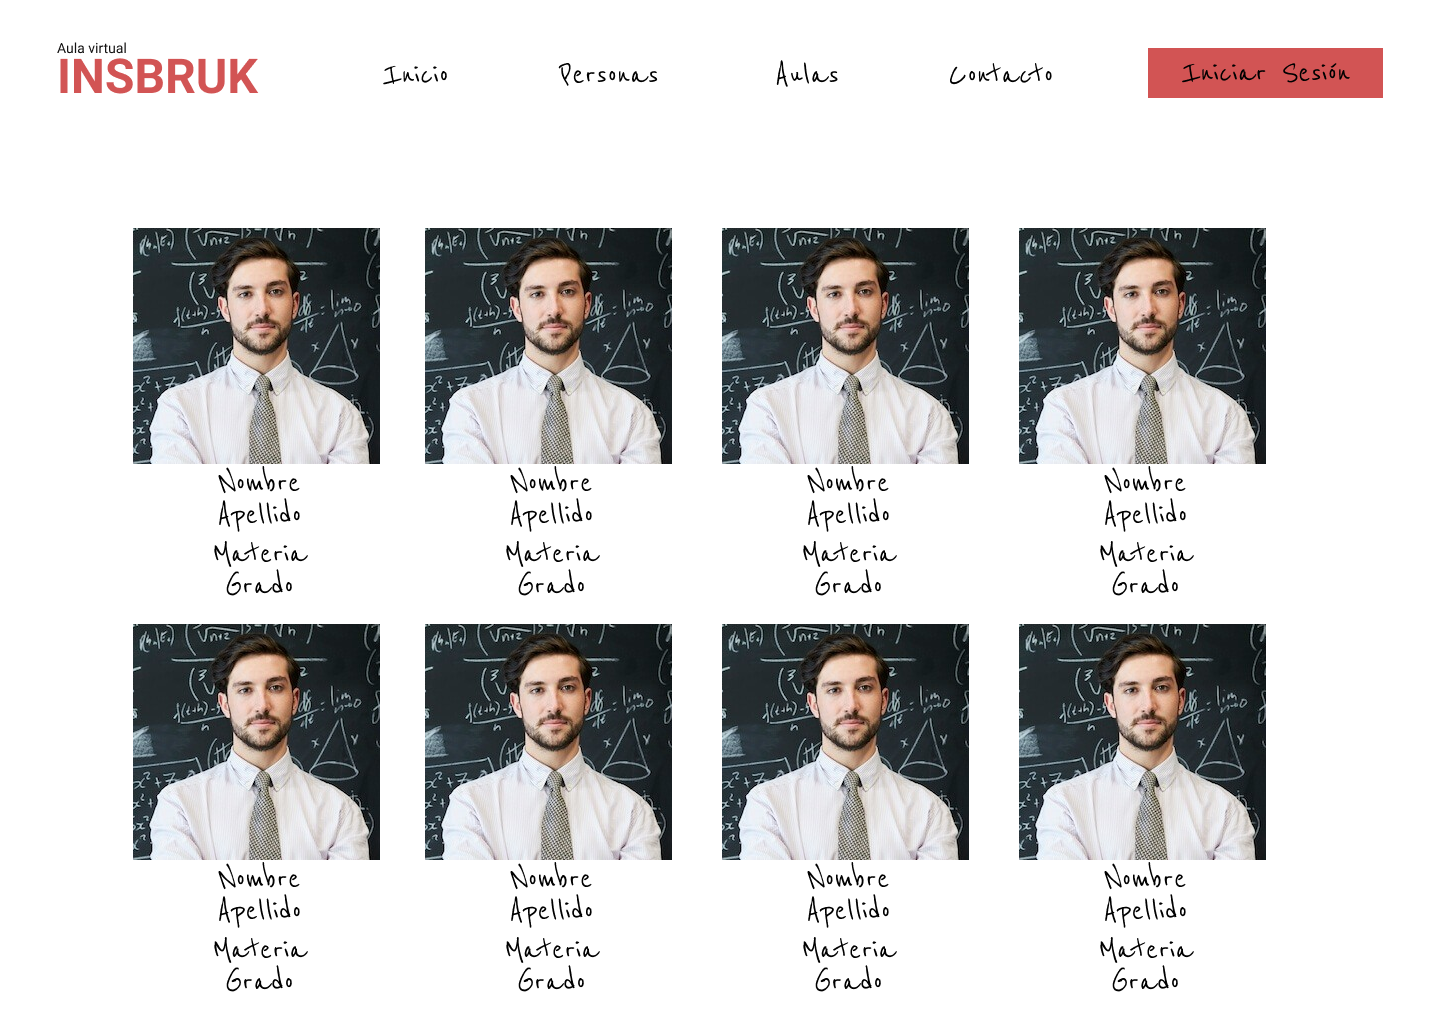 Aula virtual
INSBRUK
Inicio Personas Aulas Contacto Iniciar Sesión
Nombre Nombre Nombre Nombre
Apellido Apellido Apellido Apellido
Materia Materia Materia Materia
Grado Grado Grado Grado
Nombre Nombre Nombre Nombre
Apellido Apellido Apellido Apellido
Materia Materia Materia Materia
Grado Grado Grado Grado